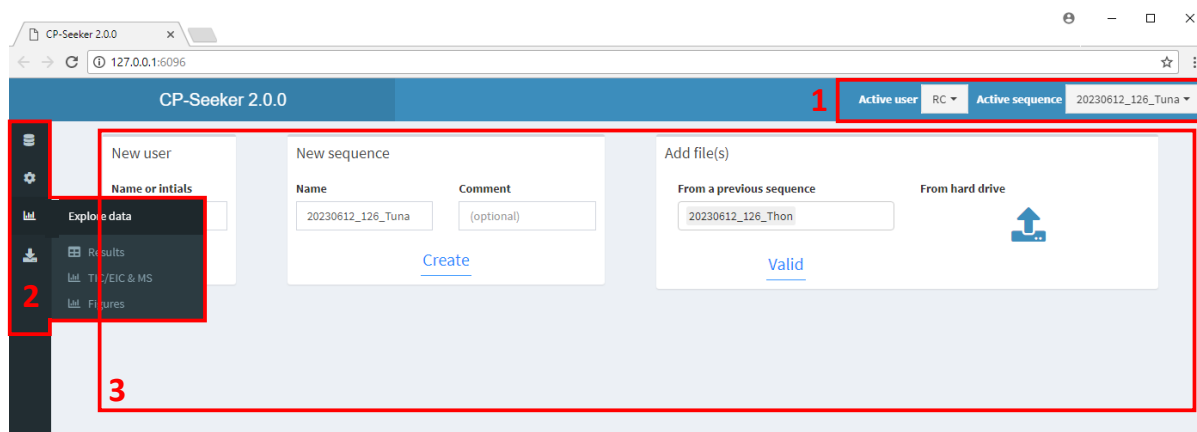 CP-Seeker 2.0.0
127.0.0.1:6096
CP-Seeker 2.0.0
1 Active user RC Active sequence 20230612_126_Tuna
New user
Name or intials
New sequence
Name Comment
20230612_126_Tuna (optional)
Create
Add file(s)
From a previous sequence From hard drive
20230612_126_Thon
Valid
Explore data
Results
TIC/EIC & MS
Figures
2
3